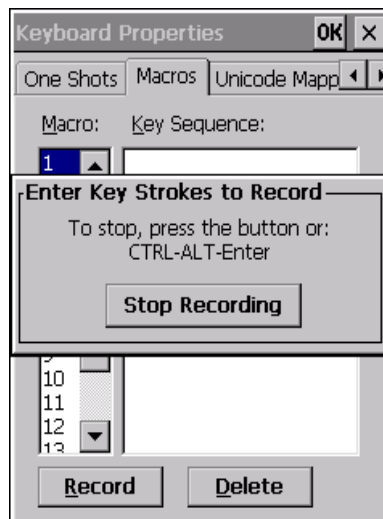 Keyboard Properties OK ×
One Shots Macros Unicode Mapp
Macro: Key Sequence:
1
Enter Key Strokes to Record
To stop, press the button or:
CTRL-ALT-Enter
Stop Recording
10
11
12
13
Record Delete